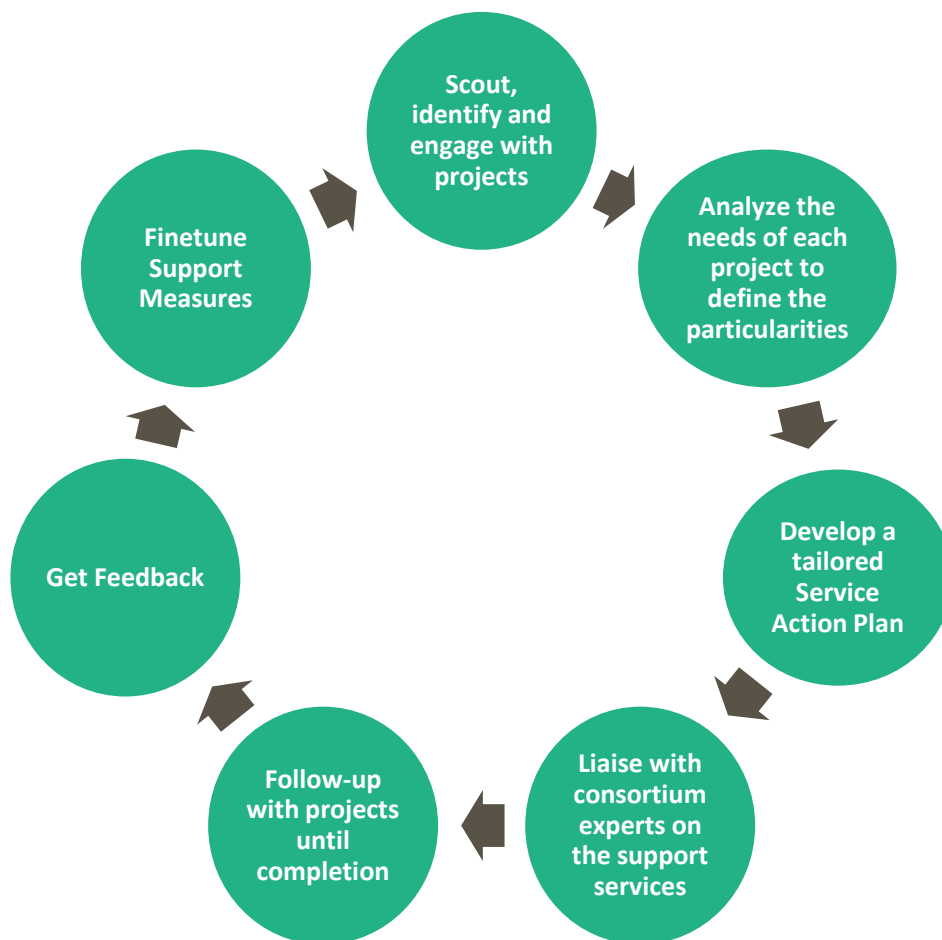 Scout,
identify and
engage with
projects
Analyze the
needs of each
project to
define the
particularities
Develop a
tailored
Service
Action Plan
Liaise with
consortium
experts on
the support
services
Follow-up
with projects
until
completion
Get Feedback
Finetune
Support
Measures